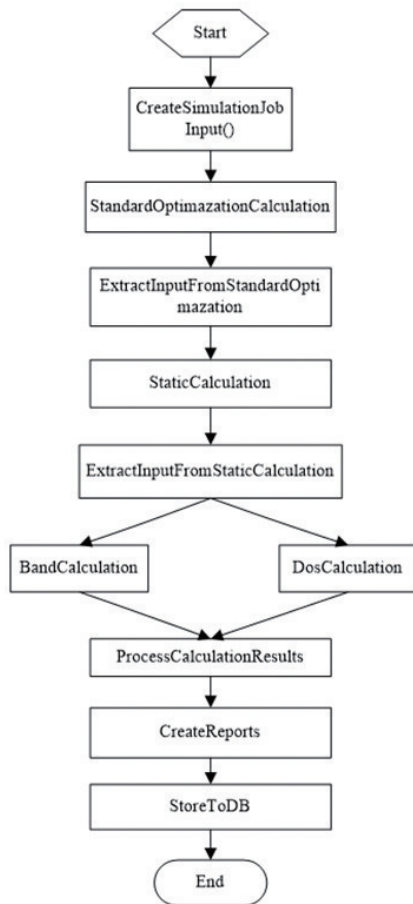 Start
CreateSimulationJob
Input()
StandardOptimazationCalculation
ExtractInputFromStandardOpti
mazation
StaticCalculation
ExtractInputFromStaticCalculation
BandCalculation
DosCalculation
ProcessCalculationResults
CreateReports
StoreToDB
End